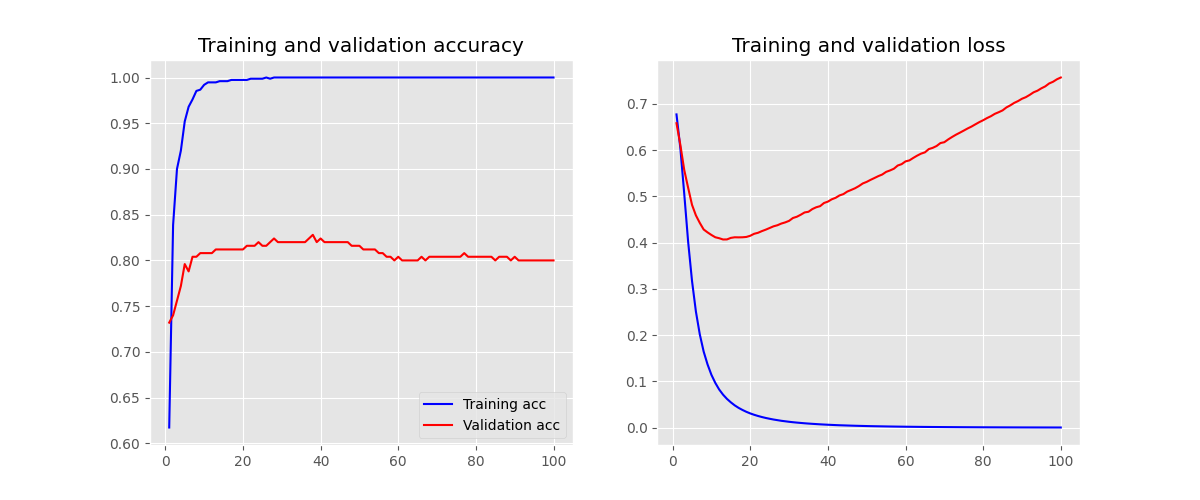 Training and validation accuracy
1.00
0.95
0.90
0.85
0.80
0.75
0.70
0.65
0.60
0 20 40 60 80 100
Training acc
Validation acc
Training and validation loss
0.7
0.6
0.5
0.4
0.3
0.2
0.1
0.0
0 20 40 60 80 100